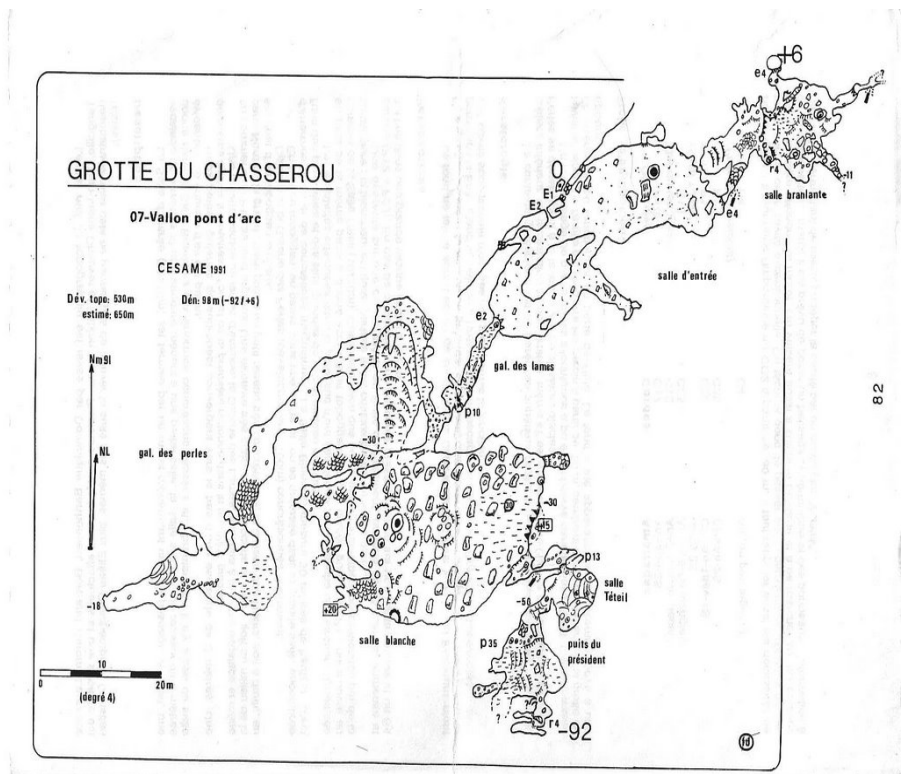 +6
e4
?
GROTTE DU CHASSEROU
0
E1
r4
-11
?
E2
e4
salle branlante
07-Vallon pont d'arc
CESAME 1991
salle d'entrée
Dév. topo: 530m
Dén: 98m (-92/+6)
estimé: 650m
e2
Nm91
gal. des lames
82
p10
-30
NL
gal. des perles
-30
+15
p13
?
salle
Téteil
-18
+20
-50
salle blanche
p35
puits du
président
10
0
20m
(degré 4)
?
?
r4
-92
fd